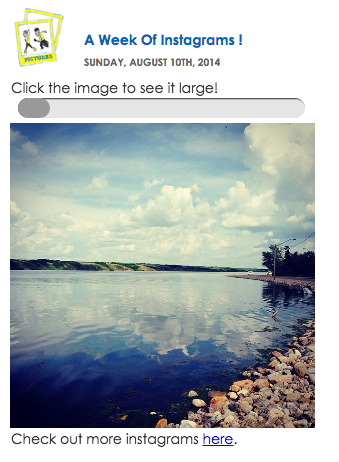 PICTURES
A Week Of Instagrams !
SUNDAY, AUGUST 10TH, 2014
Click the image to see it large!
Check out more instagrams here.